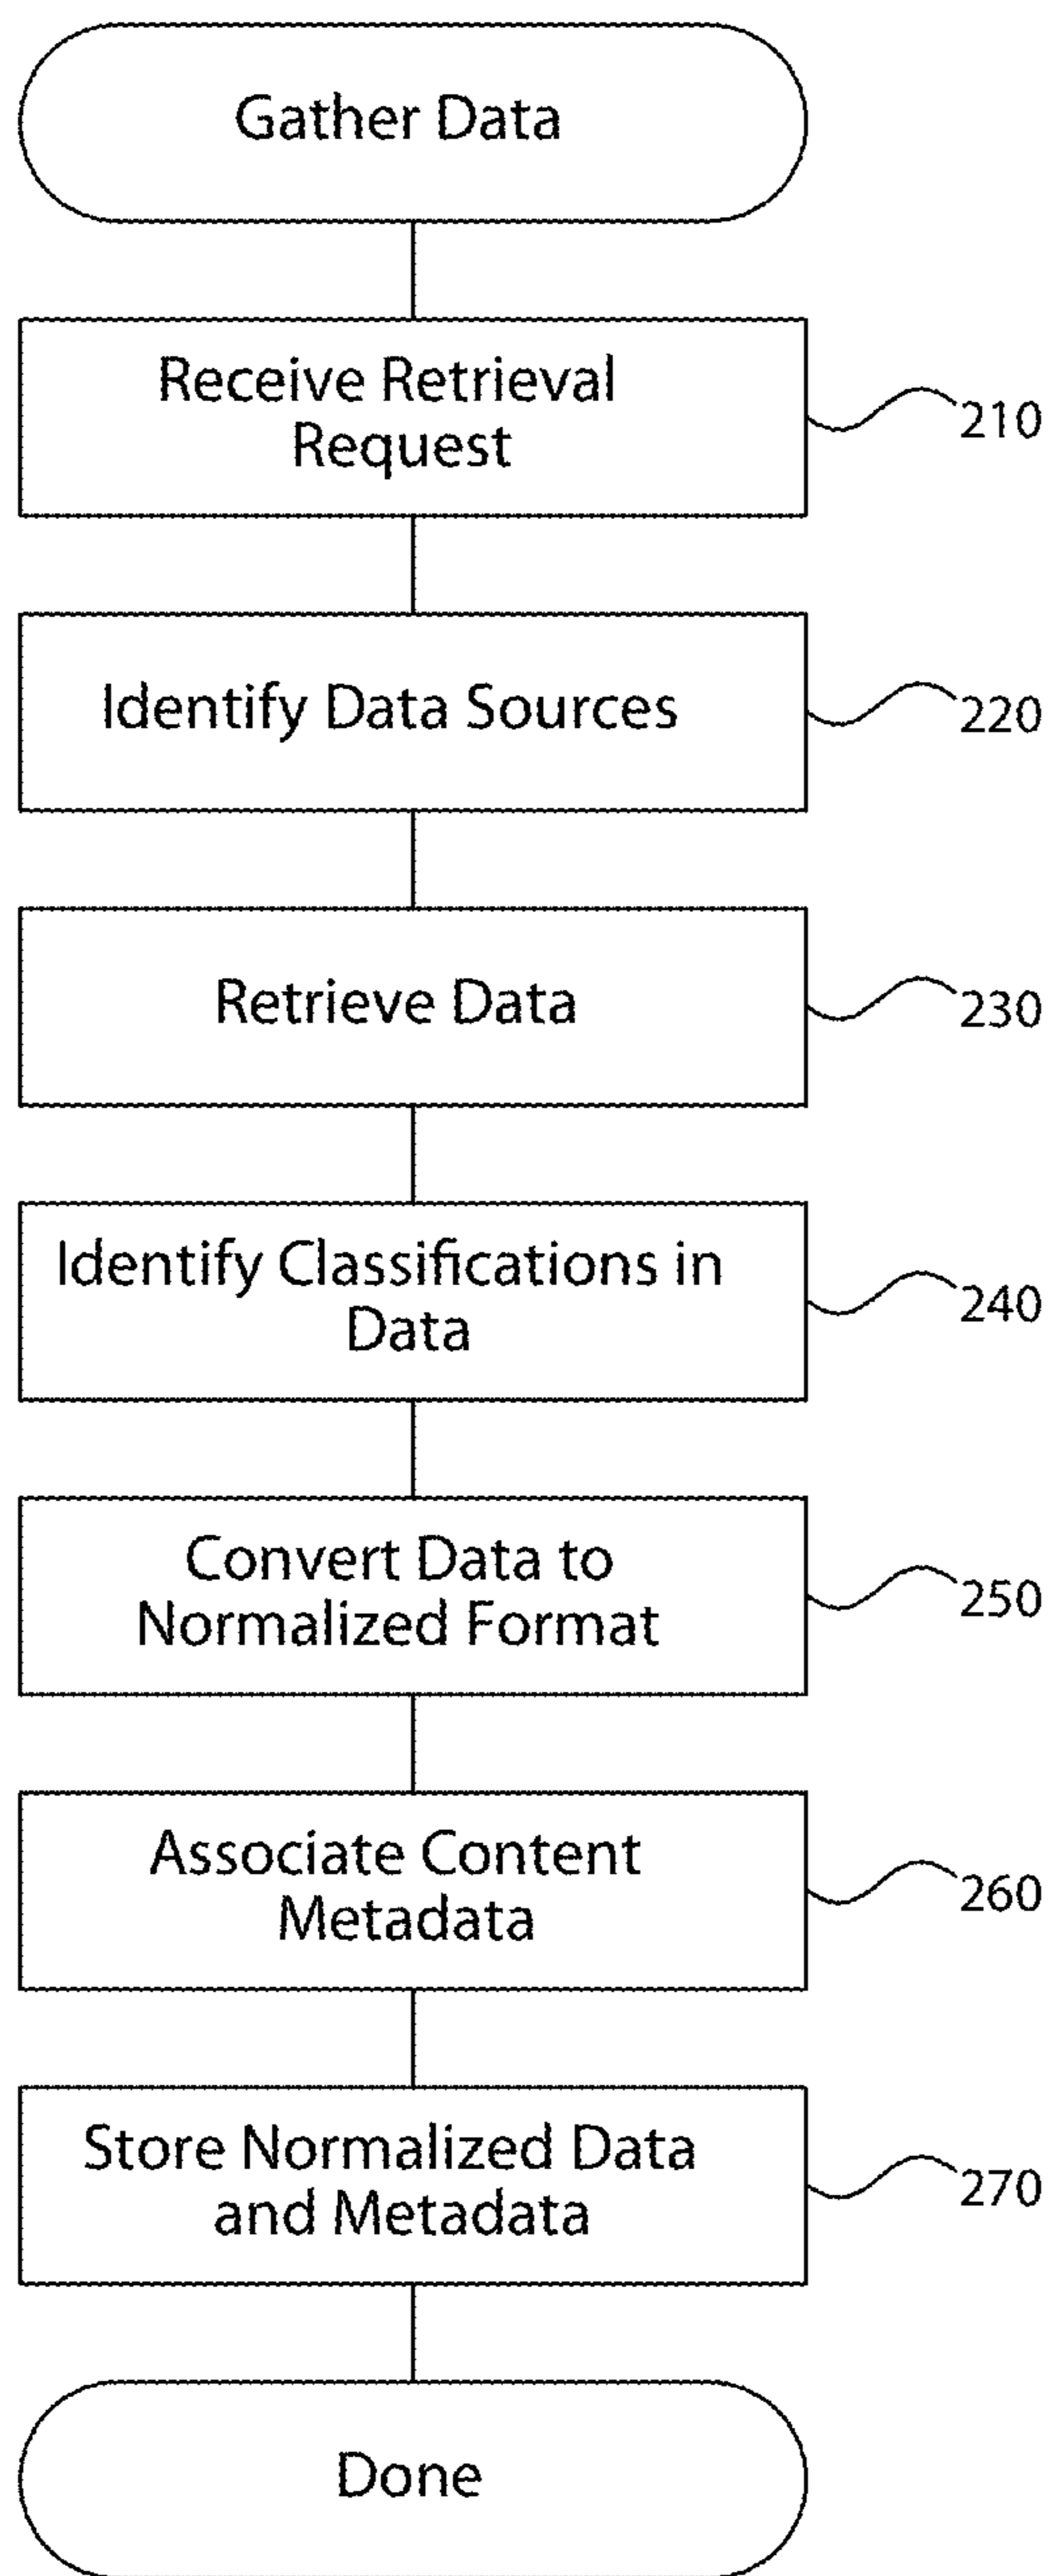 Gather Data
Receive Retrieval
Request
210
Identify Data Sources
220
Retrieve Data
230
Identify Classifications in
Data
240
Convert Data to
Normalized Format
250
Associate Content
Metadata
260
Store Normalized Data
and Metadata
270
Done